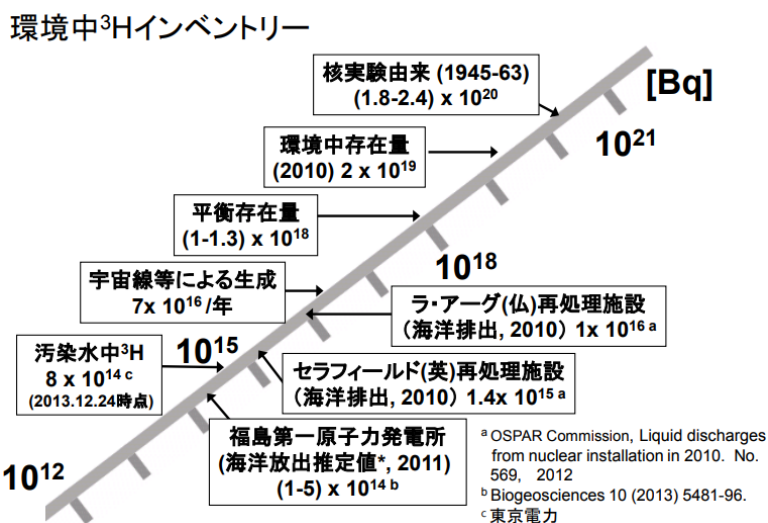 環境中³Hインベントリー
核実験由来 (1945-63)
(1.8-2.4) x 10²⁰
[Bq]
10²¹
環境中存在量
(2010) 2 x 10¹⁹
平衡存在量
(1-1.3) x 10¹⁸
10¹⁸
宇宙線等による生成
7x 10¹⁶/年
ラ・アーグ(仏)再処理施設
（海洋排出, 2010） 1x 10¹⁶ ᵃ
汚染水中³H
8 x 10¹⁴ ᶜ
(2013.12.24時点)
10¹⁵
セラフィールド(英)再処理施設
（海洋排出, 2010） 1.4x 10¹⁵ ᵃ
福島第一原子力発電所
(海洋放出推定値*, 2011)
(1-5) x 10¹⁴ ᵇ
10¹²
ᵃ OSPAR Commission, Liquid discharges
from nuclear installation in 2010. No.
569, 2012
ᵇ Biogeosciences 10 (2013) 5481-96.
ᶜ 東京電力